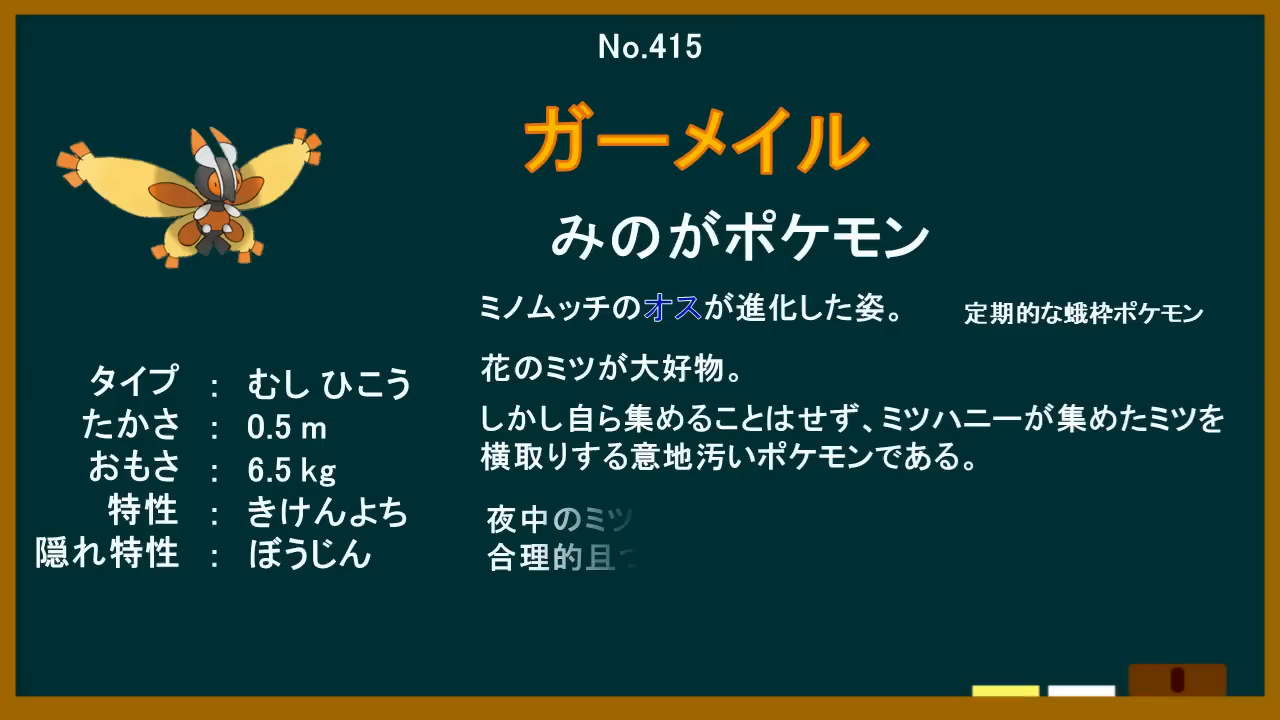 No.415
ガーメイル
みのがポケモン
ミノムッチのオスが進化した姿。 定期的な蛾枠ポケモン
花のミツが大好物。
しかし自ら集めることはせず、ミツハニーが集めたミツを
横取りする意地汚いポケモンである。
夜中のミツ
合理的且つ
タイプ : むし ひこう
たかさ : 0.5 m
おもさ : 6.5 kg
特性 : きけんよち
隠れ特性 : ぼうじん